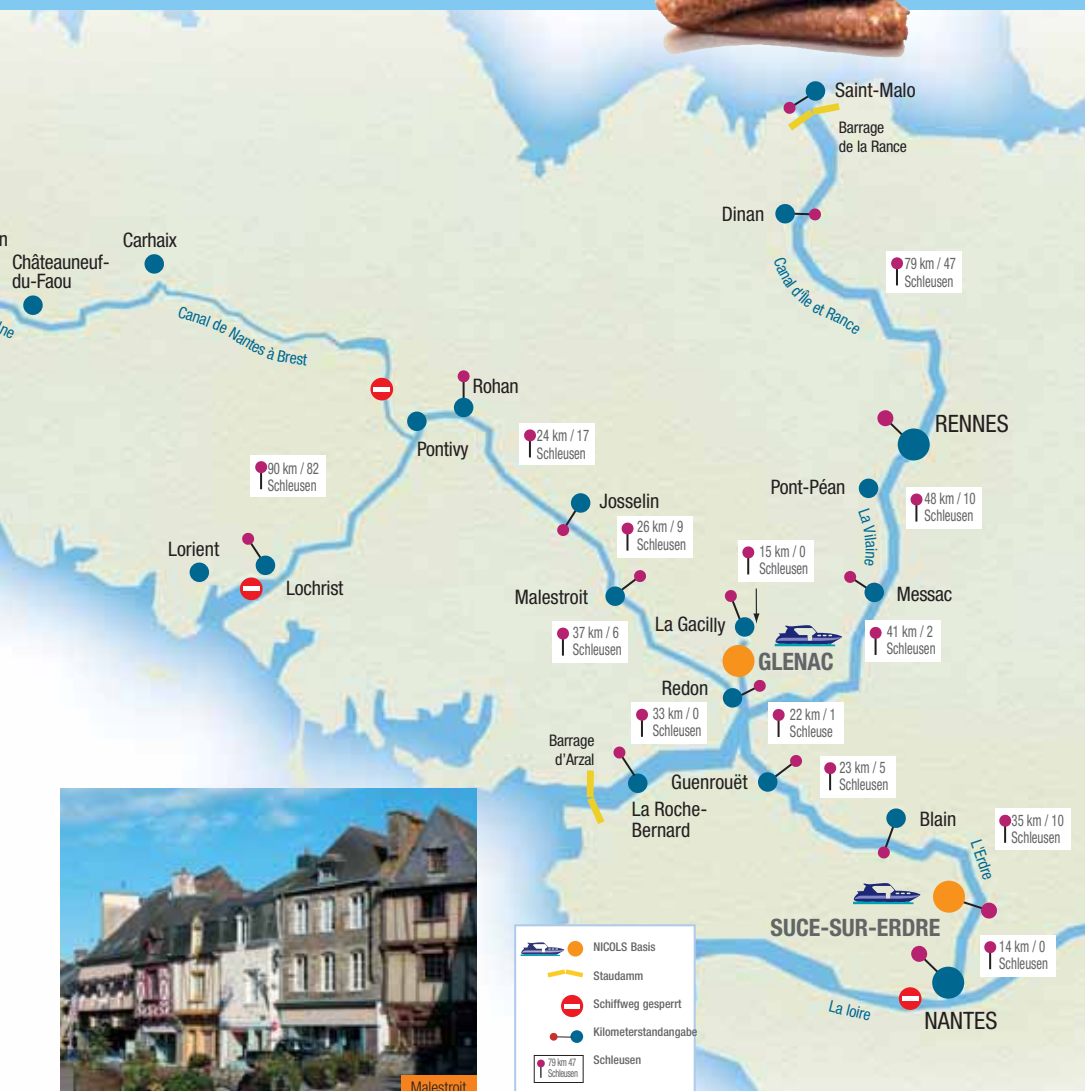 Saint-Malo
Barrage
de la Rance
Dinan
79 km / 47
Schleusen
Canal d'Île et Rance
Carhaix
Châteauneuf-
du-Faou
Canal de Nantes à Brest
Rohan
Pontivy
24 km / 17
Schleusen
RENNES
90 km / 82
Schleusen
Pont-Péan
48 km / 10
Schleusen
La Vilaine
Josselin
26 km / 9
Schleusen
15 km / 0
Schleusen
Lorient
Lochrist
Malestroit
Messac
La Gacilly
37 km / 6
Schleusen
41 km / 2
Schleusen
GLENAC
Redon
33 km / 0
Schleusen
22 km / 1
Schleuse
Barrage
d'Arzal
Guenrouët
23 km / 5
Schleusen
La Roche-
Bernard
Blain
35 km / 10
Schleusen
L'Erdre
SUCE-SUR-ERDRE
14 km / 0
Schleusen
La loire
NANTES
NICOLS Basis
Staudamm
Schiffweg gesperrt
Kilometerstandangabe
79 km 47
Schleusen
Schleusen
Malestroit